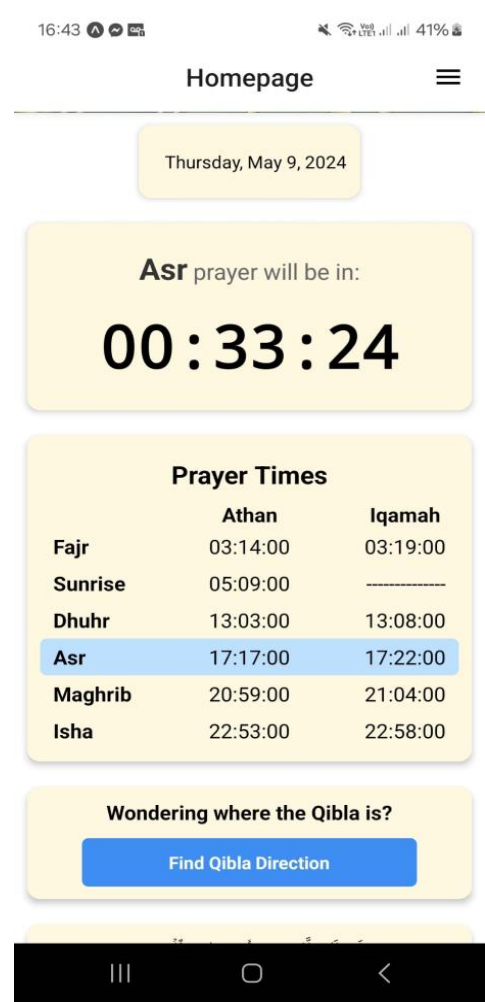 16:43 41%
Homepage
Thursday, May 9, 2024
Asr prayer will be in:
00:33:24
Prayer Times
Athan Iqamah
Fajr 03:14:00 03:19:00
Sunrise 05:09:00 --------------
Dhuhr 13:03:00 13:08:00
Asr 17:17:00 17:22:00
Maghrib 20:59:00 21:04:00
Isha 22:53:00 22:58:00
Wondering where the Qibla is?
Find Qibla Direction